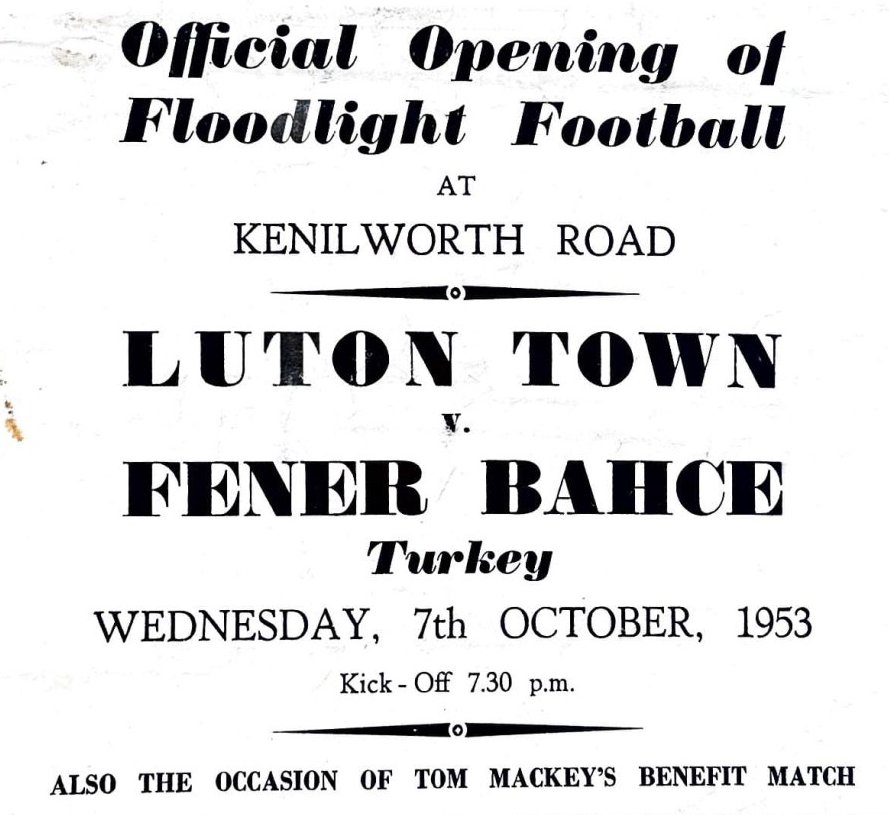 Official Opening of
Floodlight Football
AT
KENILWORTH ROAD
LUTON TOWN
v.
FENER BAHCE
Turkey
WEDNESDAY, 7th OCTOBER, 1953
Kick - Off 7.30 p.m.
ALSO THE OCCASION OF TOM MACKEY'S BENEFIT MATCH